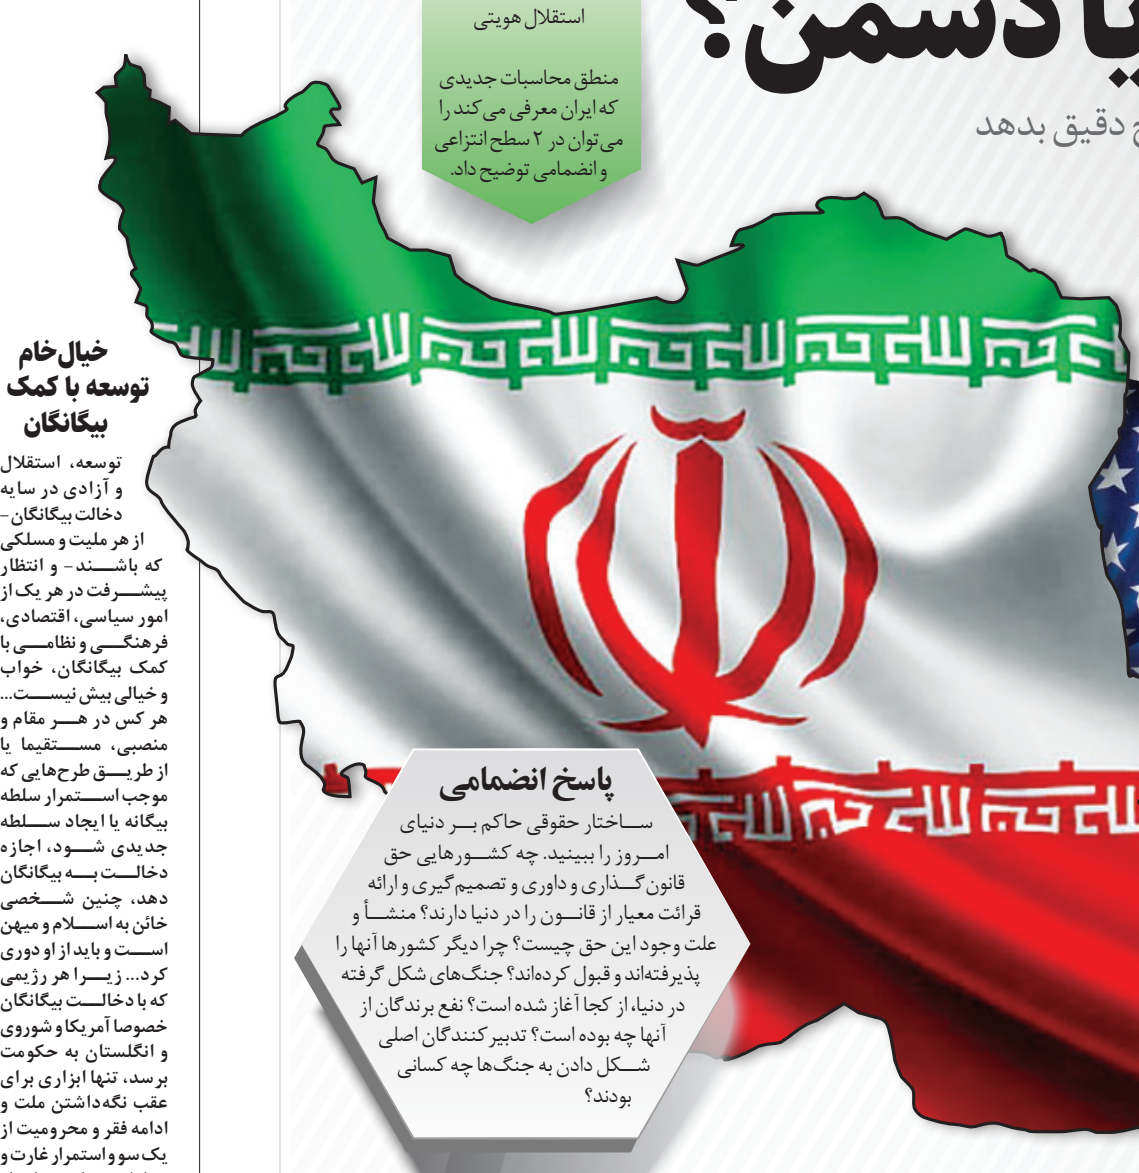 یا دشمن؟
دقیق بدهد
استقلال هویتی
منطق محاسبات جدیدی
که ایران معرفی می‌کند را
می‌توان در ۲ سطح انتزاعی
و انضمامی توضیح داد.
پاسخ انضمامی
ساختار حقوقی حاکم بر دنیای
امروز را ببینید. چه کشورهایی حق
قانون‌گذاری و داوری و تصمیم‌گیری و ارائه
قرائت معیار از قانون را در دنیا دارند؟ منشأ و
علت وجود این حق چیست؟ چرا دیگر کشورها آنها را
پذیرفته‌اند و قبول کرده‌اند؟ جنگ‌های شکل گرفته
در دنیا، از کجا آغاز شده است؟ نفع برندگان از
آنها چه بوده است؟ تدبیرکنندگان اصلی
شکل دادن به جنگ‌ها چه کسانی
بودند؟
خیال‌خام
توسعه با کمک
بیگانگان
توسعه، استقلال
و آزادی در سایه
دخالت بیگانگان -
از هر ملیت و مسلکی
که باشند - و انتظار
پیشرفت در هر یک از
امور سیاسی، اقتصادی،
فرهنگی و نظامی با
کمک بیگانگان، خواب
و خیالی بیش نیست...
هر کس در هر مقام و
منصبی، مستقیما یا
از طریق طرح‌هایی که
موجب استمرار سلطه
بیگانه یا ایجاد سلطه
جدیدی شود، اجازه
دخالت به بیگانگان
دهد، چنین شخصی
خائن به اسلام و میهن
است و باید از او دوری
کرد... زیرا هر رژیمی
که با دخالت بیگانگان
خصوصا آمریکا و شوروی
و انگلستان به حکومت
برسد، تنها ابزاری برای
عقب نگه‌داشتن ملت و
ادامه فقر و محرومیت از
یک سو و استمرار غارت و